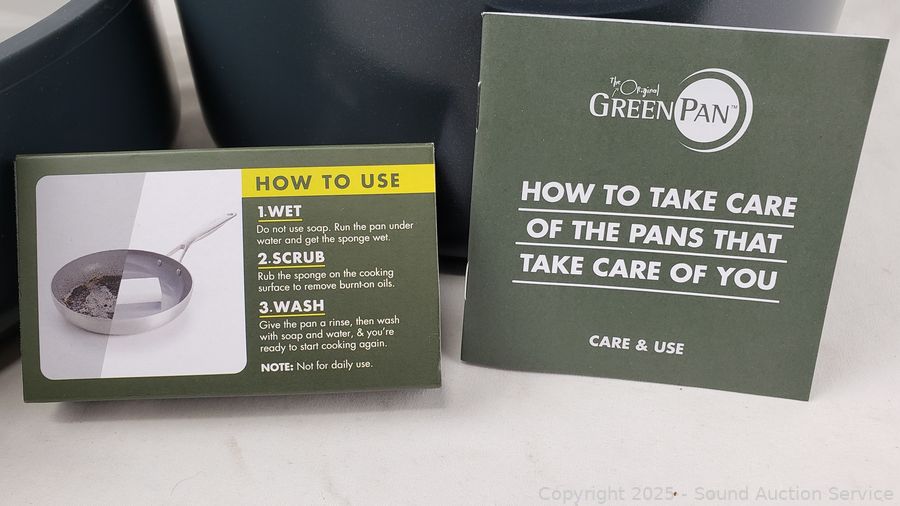 HOW TO USE
1.WET
Do not use soap. Run the pan under
water and get the sponge wet.
2.SCRUB
Rub the sponge on the cooking
surface to remove burnt-on oils.
3.WASH
Give the pan a rinse, then wash
with soap and water, & you're
ready to start cooking again.
NOTE: Not for daily use.
The Original
GREENPAN™
HOW TO TAKE CARE
OF THE PANS THAT
TAKE CARE OF YOU
CARE & USE
Copyright 2025 - Sound Auction Service